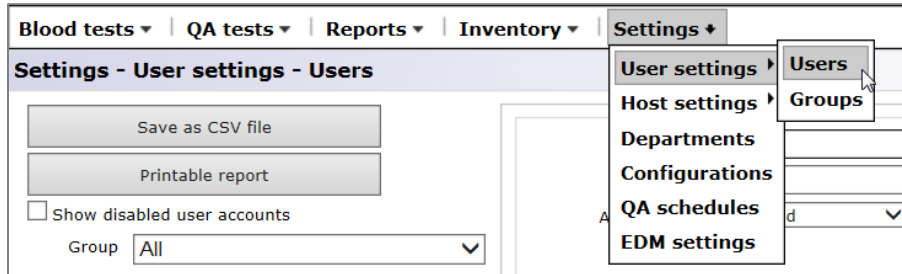 Blood tests QA tests Reports Inventory Settings
Settings - User settings - Users
User settings Users
Host settings Groups
Departments
Configurations
QA schedules
EDM settings
Save as CSV file
Printable report
Show disabled user accounts
Group All
A
d